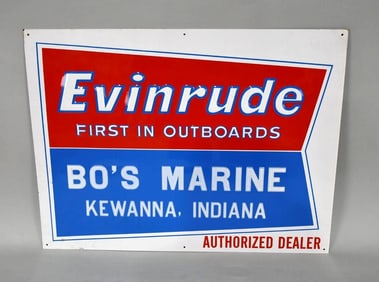 Evinrude
FIRST IN OUTBOARDS
BO'S MARINE
KEWANNA, INDIANA
AUTHORIZED DEALER